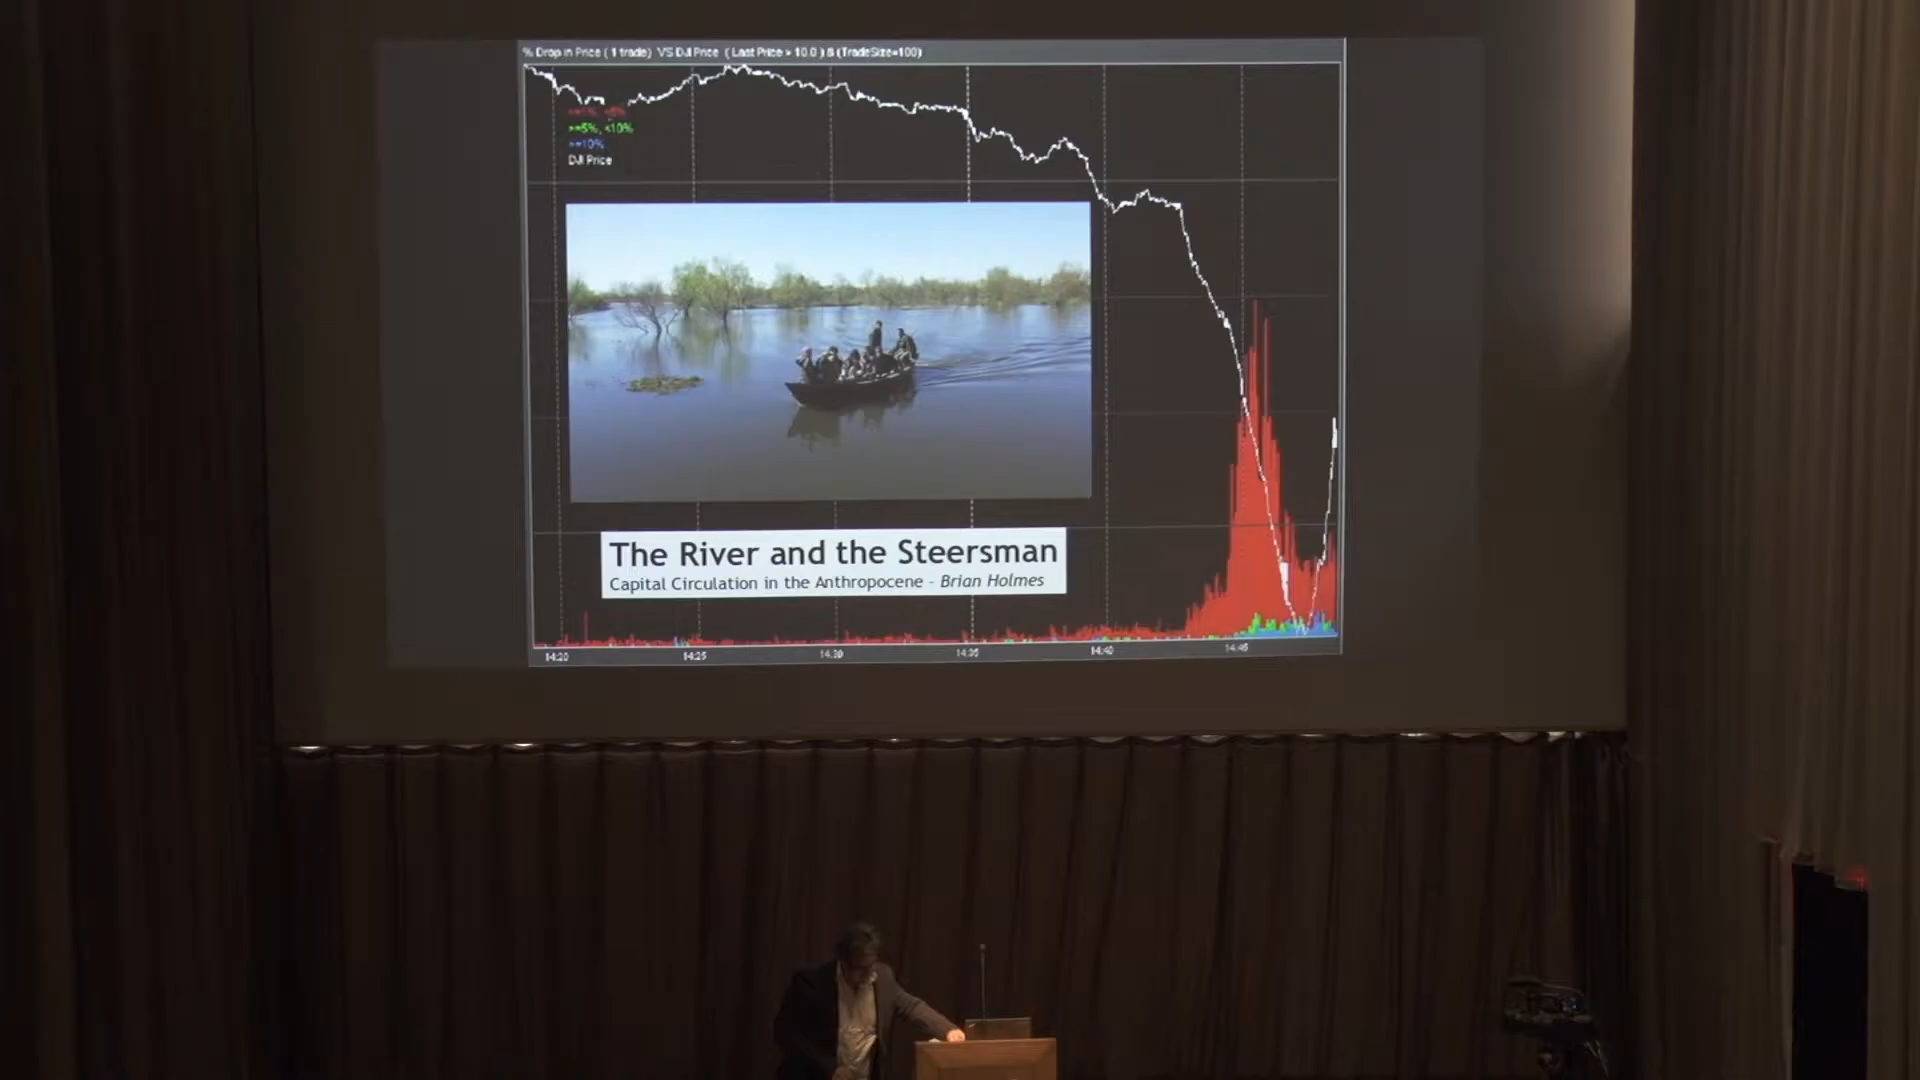 % Drop in Price ( 1 trade) VS DJI Price ( Last Price > 10.0 ) & (TradeSize=100)
>=5%, <10%
>=10%
DJI Price
The River and the Steersman
Capital Circulation in the Anthropocene - Brian Holmes
14:20 14:25 14:30 14:35 14:40 14:45